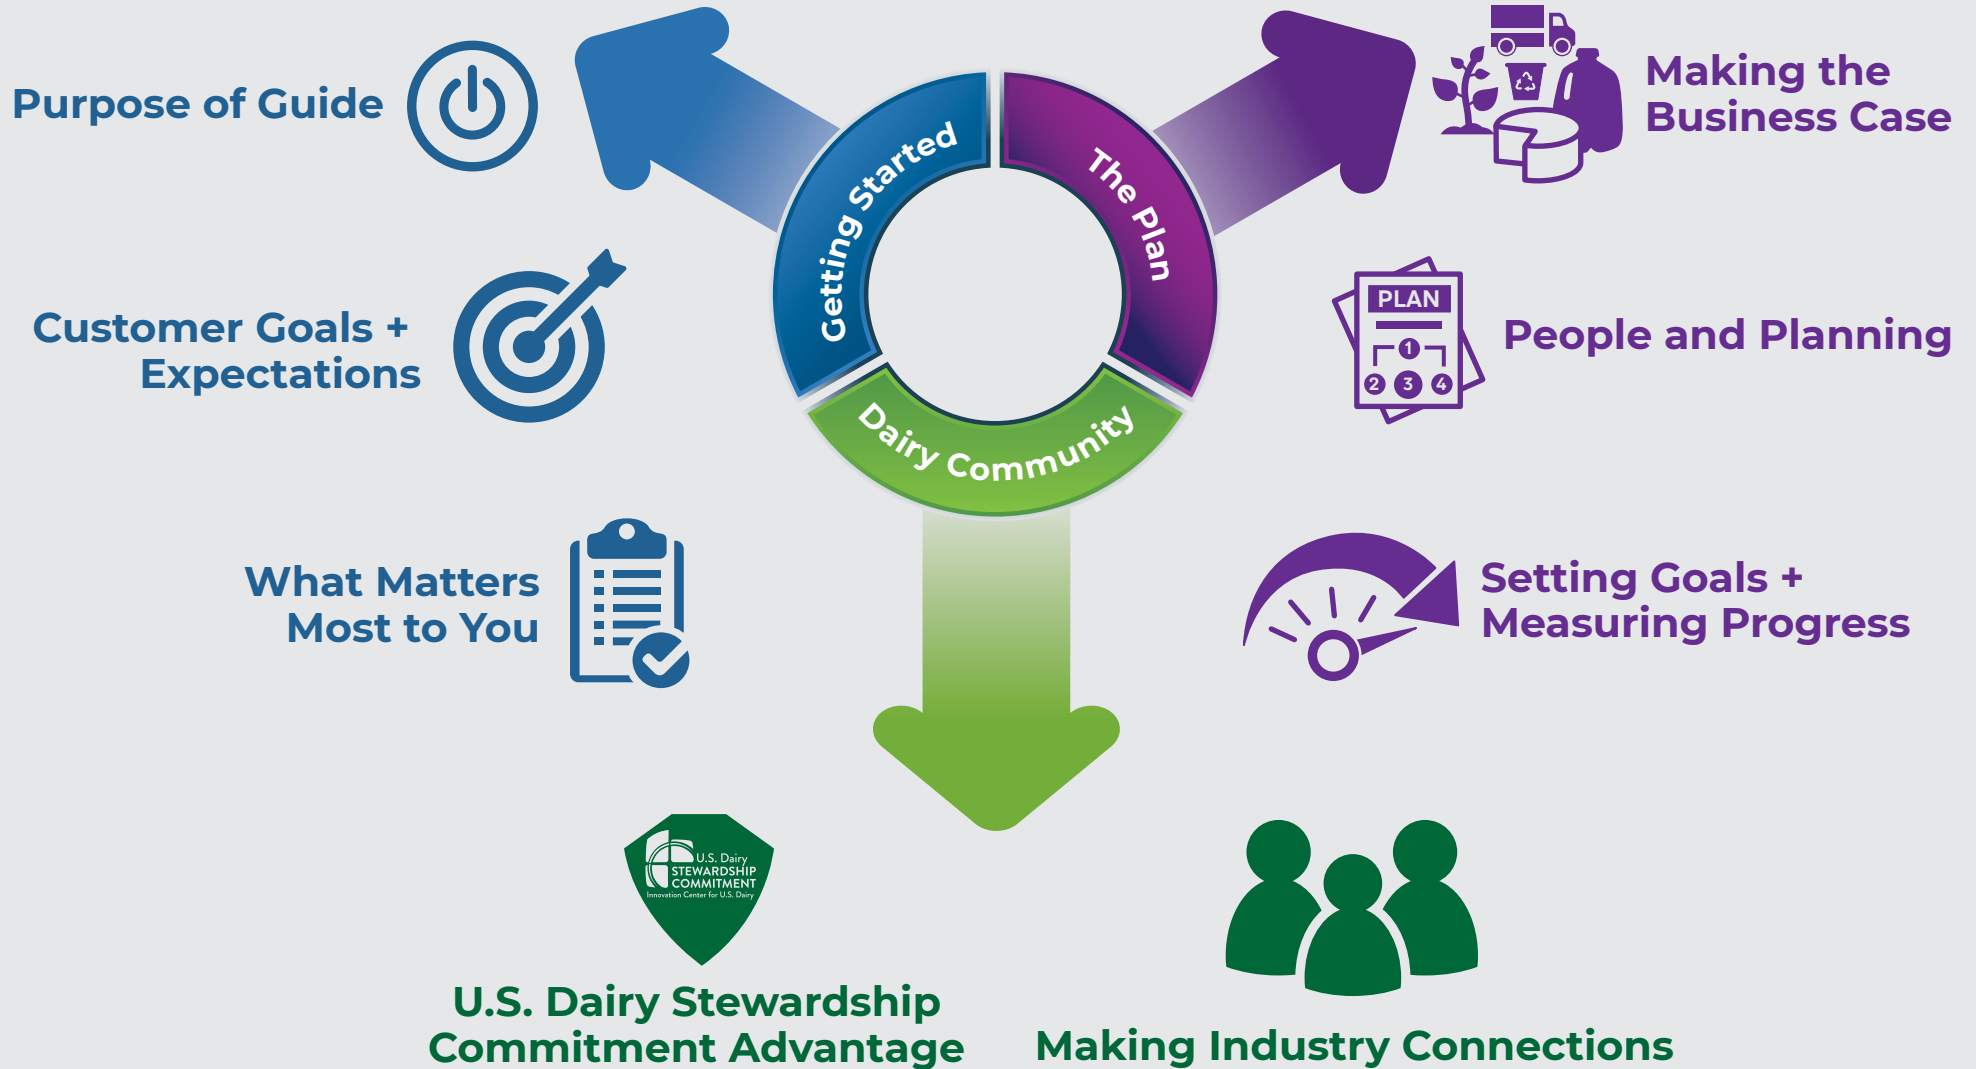 Purpose of Guide
Customer Goals +
Expectations
What Matters
Most to You
Getting Started
The Plan
Dairy Community
Making the
Business Case
PLAN
1
2 3 4
People and Planning
Setting Goals +
Measuring Progress
U.S. Dairy
STEWARDSHIP
COMMITMENT
Innovation Center for U.S. Dairy
U.S. Dairy Stewardship
Commitment Advantage
Making Industry Connections